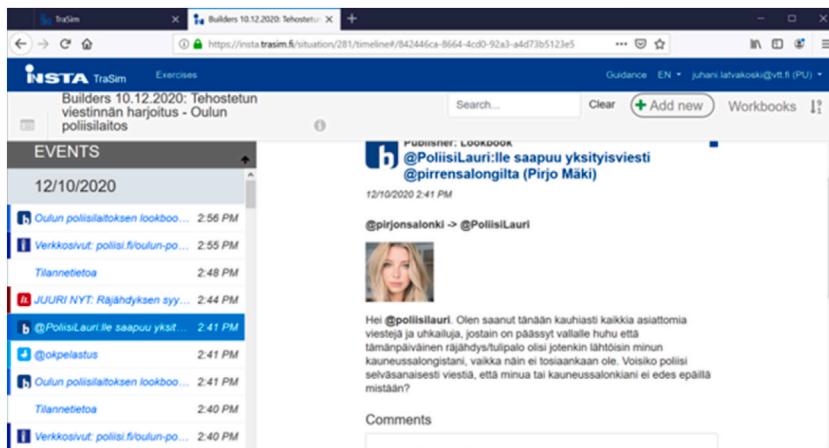 TraSim
Builders 10.12.2020: Tehostetun
https://insta.trasim.fi/situation/281/timeline#/842446ca-8664-4cd0-92a3-a4d73b5123e5
INSTA TraSim
Exercises
Guidance
EN
juhani.latvakoski@vtt.fi (PU)
Builders 10.12.2020: Tehostetun
viestinnän harjoitus - Oulun
poliisilaitos
Search...
Clear
Add new
Workbooks
EVENTS
12/10/2020
Oulun poliisilaitoksen lookboo... 2:56 PM
Verkkosivut: poliisi.fi/oulun-po... 2:55 PM
Tilannetietoa 2:48 PM
JUURI NYT: Räjähdyksen syy... 2:44 PM
@PoliisiLauri:lle saapuu yksit... 2:41 PM
@okpelastus 2:41 PM
Oulun poliisilaitoksen lookboo... 2:41 PM
Tilannetietoa 2:40 PM
Verkkosivut: poliisi.fi/oulun-po... 2:40 PM
Publisher: Lookbook
@PoliisiLauri:lle saapuu yksityisviesti
@pirrensalongilta (Pirjo Mäki)
12/10/2020 2:41 PM
@pirjonsalonki -> @PoliisiLauri
Hei @poliisilauri. Olen saanut tänään kauhiasti kaikkia asiattomia
viestejä ja uhkailuja, jostain on päässyt vallalle huhu että
tämänpäiväinen räjähdys/tulipalo olisi jotenkin lähtöisin minun
kauneussalongistani, vaikka näin ei tosiaankaan ole. Voisiko poliisi
selväsanaisesti viestiä, että minua tai kauneussalonkiani ei edes epäillä
mistään?
Comments